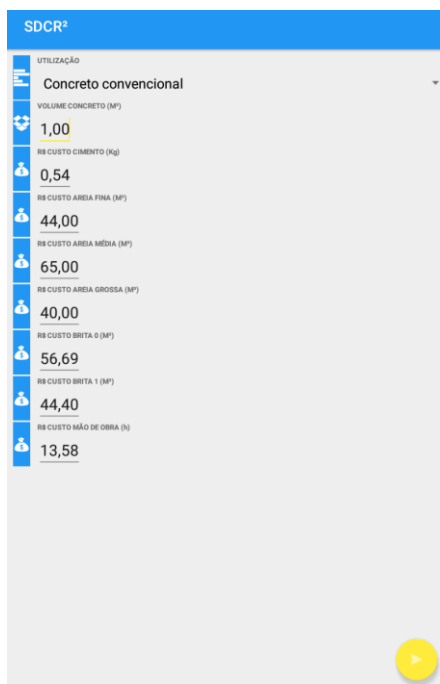 SDCR²
UTILIZAÇÃO
Concreto convencional
VOLUME CONCRETO (M³)
1,00
R$ CUSTO CIMENTO (Kg)
0,54
R$ CUSTO AREIA FINA (M³)
44,00
R$ CUSTO AREIA MÉDIA (M³)
65,00
R$ CUSTO AREIA GROSSA (M³)
40,00
R$ CUSTO BRITA 0 (M³)
56,69
R$ CUSTO BRITA 1 (M³)
44,40
R$ CUSTO MÃO DE OBRA (h)
13,58